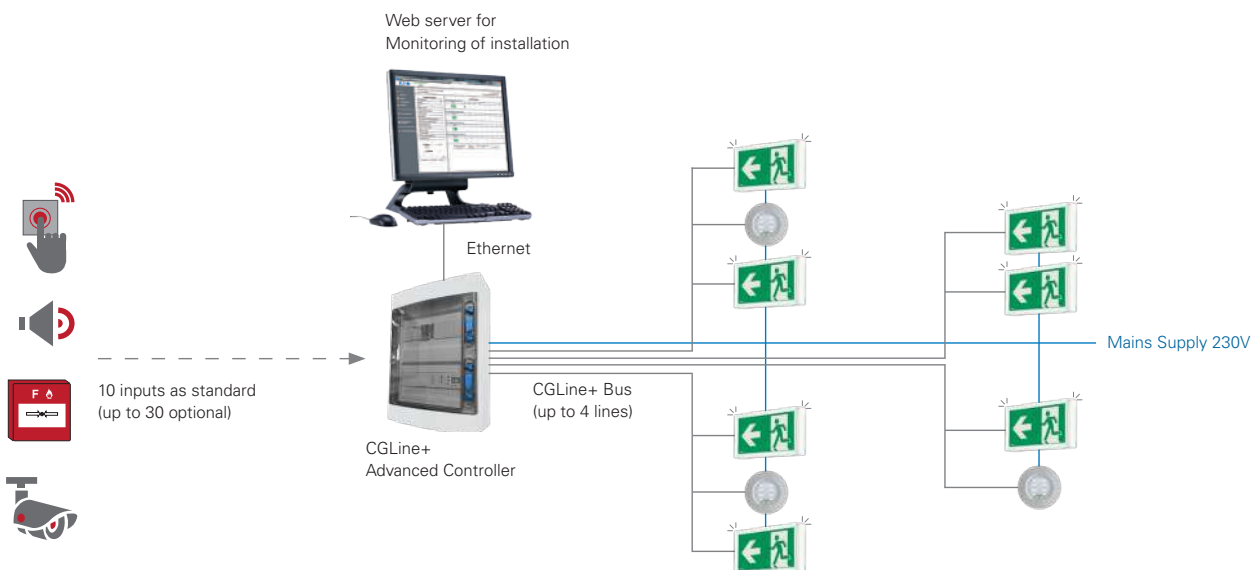 Web server for
Monitoring of installation
Ethernet
F
10 inputs as standard
(up to 30 optional)
CGLine+
Advanced Controller
CGLine+ Bus
(up to 4 lines)
Mains Supply 230V